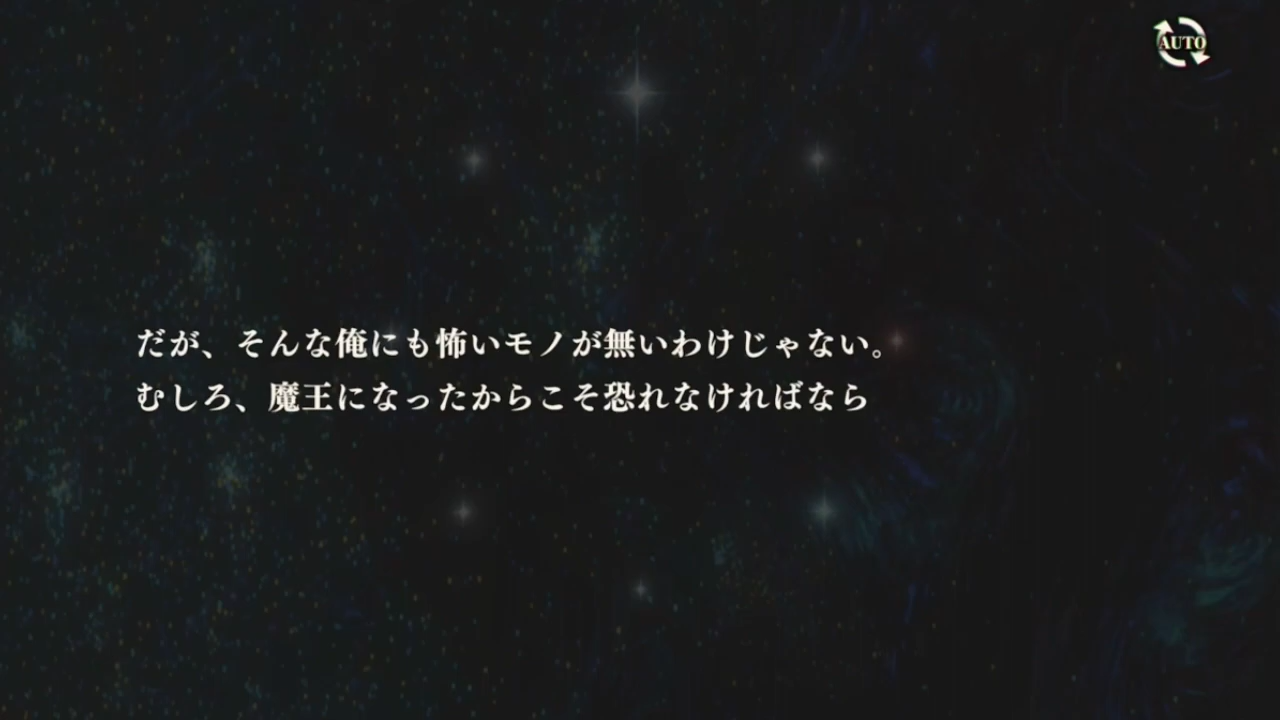 AUTO
だが、そんな俺にも怖いモノが無いわけじゃない。
むしろ、魔王になったからこそ恐れなければなら